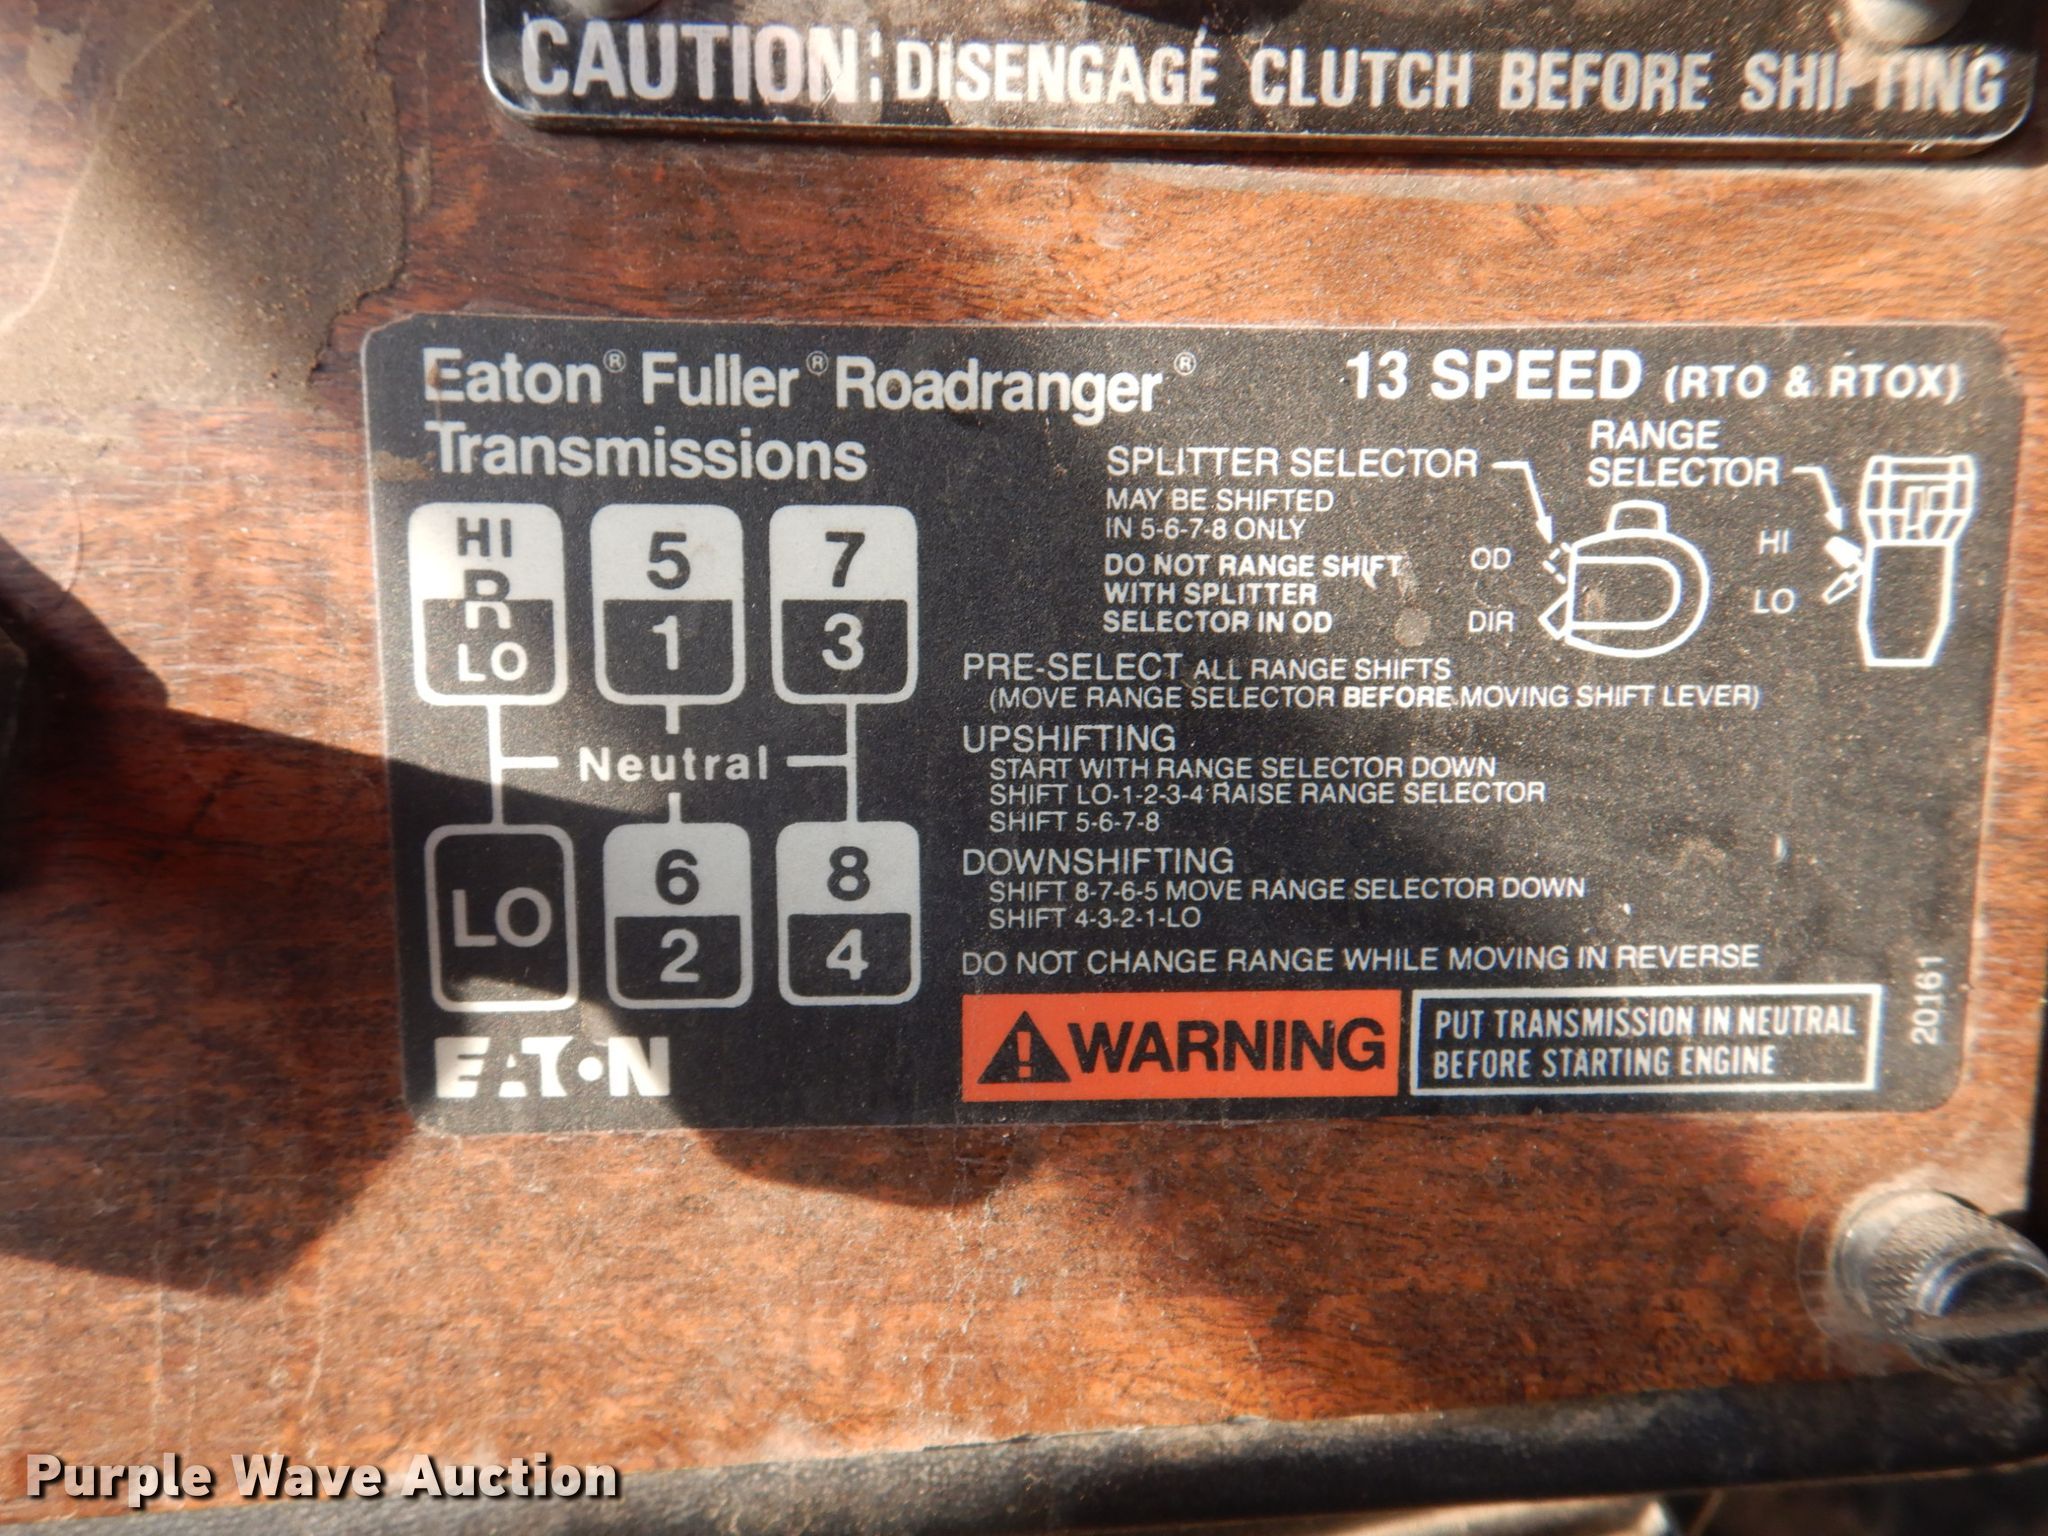 CAUTION: DISENGAGE CLUTCH BEFORE SHIFTING
Eaton® Fuller® Roadranger®
Transmissions
13 SPEED (RTO & RTOX)
HI
R
LO
5
1
7
3
Neutral
LO
6
2
8
4
EATON
SPLITTER SELECTOR
MAY BE SHIFTED
IN 5-6-7-8 ONLY
DO NOT RANGE SHIFT
WITH SPLITTER
SELECTOR IN OD
OD
DIR
RANGE
SELECTOR
HI
LO
PRE-SELECT ALL RANGE SHIFTS
(MOVE RANGE SELECTOR BEFORE MOVING SHIFT LEVER)
UPSHIFTING
START WITH RANGE SELECTOR DOWN
SHIFT LO-1-2-3-4 RAISE RANGE SELECTOR
SHIFT 5-6-7-8
DOWNSHIFTING
SHIFT 8-7-6-5 MOVE RANGE SELECTOR DOWN
SHIFT 4-3-2-1-LO
DO NOT CHANGE RANGE WHILE MOVING IN REVERSE
WARNING
PUT TRANSMISSION IN NEUTRAL
BEFORE STARTING ENGINE
20161
Purple Wave Auction